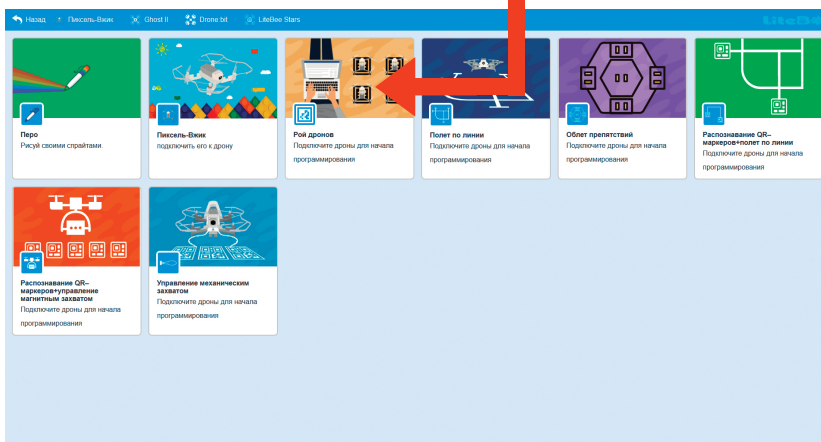 Назад Пиксель-Вжик Ghost II Drone:bit LiteBee Stars
Перо
Рисуй своими спрайтами.
Пиксель-Вжик
подключить его к дрону
Рой дронов
Подключите дроны для начала
программирования
Полет по линии
Подключите дроны для начала
программирования
Облет препятствий
Подключите дроны для начала
программирования
Распознавание QR–
маркеров+полет по линии
Подключите дроны для начала
программирования
Распознавание QR–
маркеров+управление
магнитным захватом
Подключите дроны для начала
программирования
Управление механическим
захватом
Подключите дроны для начала
программирования